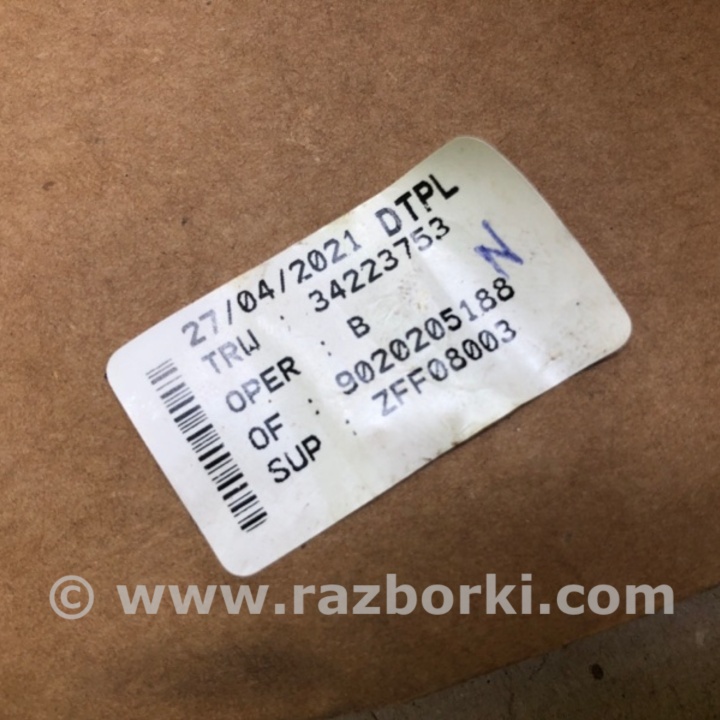 27/04/2021 DTPL
TRW : 34223753
OPER : B
OF : 9020205188
SUP : ZFF08003
N
© www.razborki.com